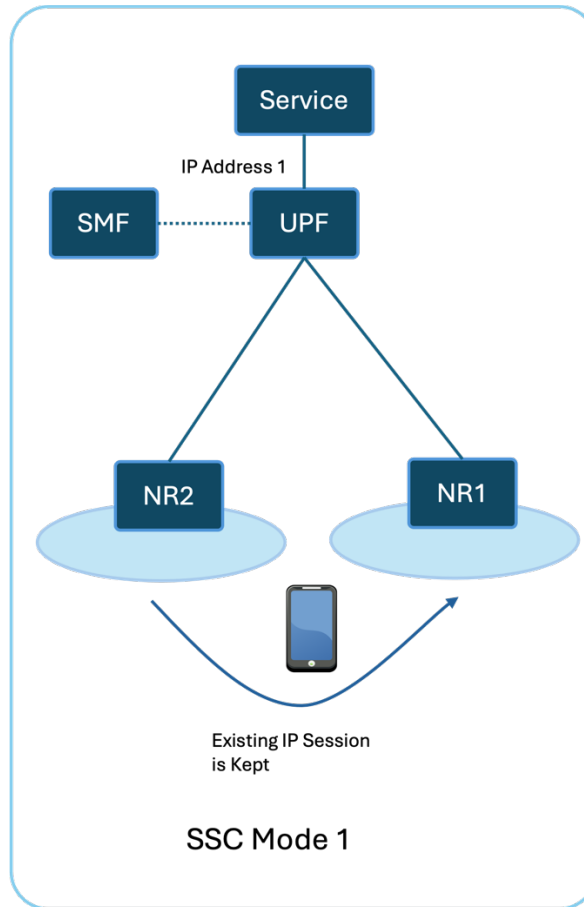 Service
IP Address 1
SMF
UPF
NR2
NR1
Existing IP Session
is Kept
SSC Mode 1